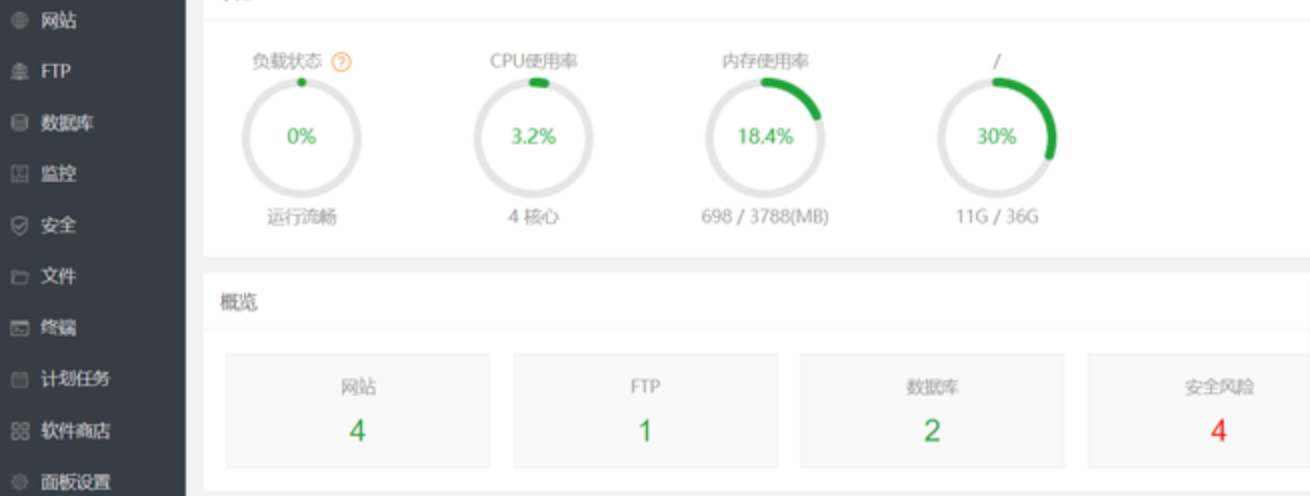 网站
FTP
数据库
监控
安全
文件
终端
计划任务
软件商店
面板设置
负载状态 ?
0%
运行流畅
CPU使用率
3.2%
4 核心
内存使用率
18.4%
698 / 3788(MB)
/
30%
11G / 36G
概览
网站
4
FTP
1
数据库
2
安全风险
4